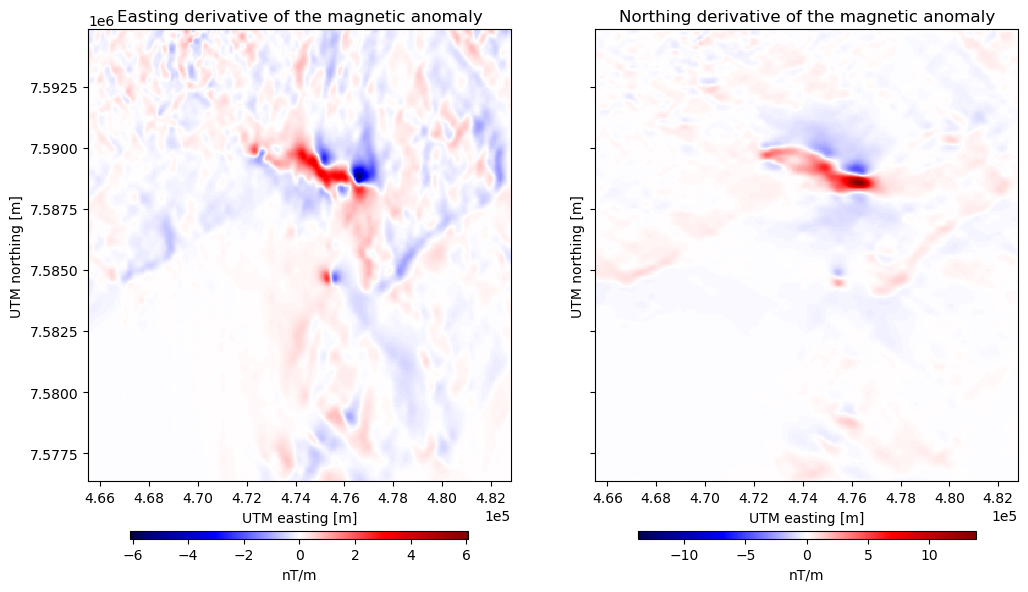 Easting derivative of the magnetic anomaly
Northing derivative of the magnetic anomaly
1e6
7.5925
7.5900
7.5875
7.5850
7.5825
7.5800
7.5775
UTM northing [m]
UTM northing [m]
4.66 4.68 4.70 4.72 4.74 4.76 4.78 4.80 4.82
4.66 4.68 4.70 4.72 4.74 4.76 4.78 4.80 4.82
UTM easting [m]
1e5
UTM easting [m]
1e5
−6 −4 −2 0 2 4 6
−10 −5 0 5 10
nT/m
nT/m